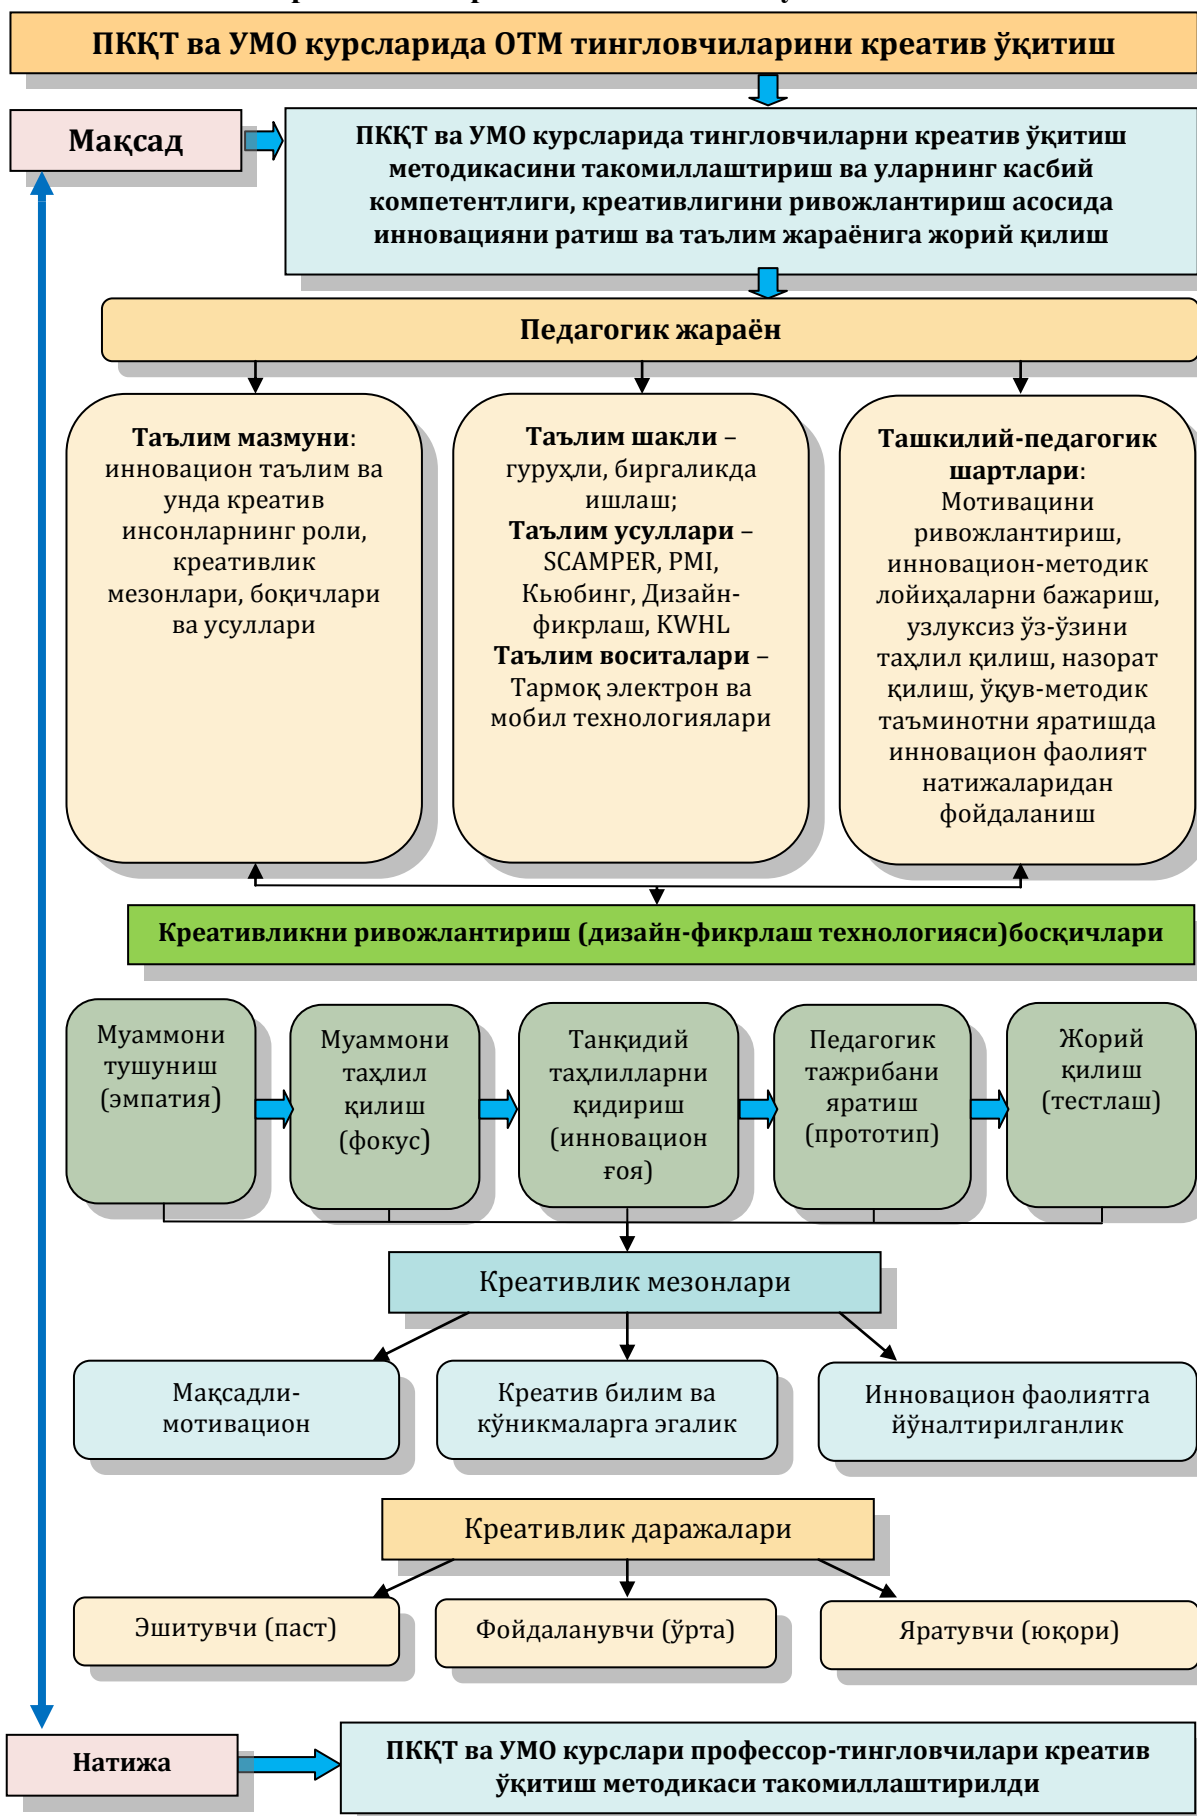 ПКҚТ ва УМО курсларида ОТМ тингловчиларини креатив ўқитиш
Мақсад
ПКҚТ ва УМО курсларида тингловчиларни креатив ўқитиш
методикасини такомиллаштириш ва уларнинг касбий
компетентлиги, креативлигини ривожлантириш асосида
инновацияни ратиш ва таълим жараёнига жорий қилиш
Педагогик жараён
Таълим мазмуни:
инновацион таълим ва
унда креатив
инсонларнинг роли,
креативлик
мезонлари, боқичлари
ва усуллари
Таълим шакли –
гуруҳли, биргаликда
ишлаш;
Таълим усуллари –
SCAMPER, PMI,
Кьюбинг, Дизайн-
фикрлаш, KWHL
Таълим воситалари –
Тармоқ электрон ва
мобил технологиялари
Ташкилий-педагогик
шартлари:
Мотивацини
ривожлантириш,
инновацион-методик
лойиҳаларни бажариш,
узлуксиз ўз-ўзини
таҳлил қилиш, назорат
қилиш, ўқув-методик
таъминотни яратишда
инновацион фаолият
натижаларидан
фойдаланиш
Креативликни ривожлантириш (дизайн-фикрлаш технологияси)босқичлари
Муаммони
тушуниш
(эмпатия)
Муаммони
таҳлил
қилиш
(фокус)
Танқидий
таҳлилларни
қидириш
(инновацион
ғоя)
Педагогик
тажрибани
яратиш
(прототип)
Жорий
қилиш
(тестлаш)
Креативлик мезонлари
Мақсадли-
мотивацион
Креатив билим ва
кўникмаларга эгалик
Инновацион фаолиятга
йўналтирилганлик
Креативлик даражалари
Эшитувчи (паст)
Фойдаланувчи (ўрта)
Яратувчи (юқори)
Натижа
ПКҚТ ва УМО курслари профессор-тингловчилари креатив
ўқитиш методикаси такомиллаштирилди